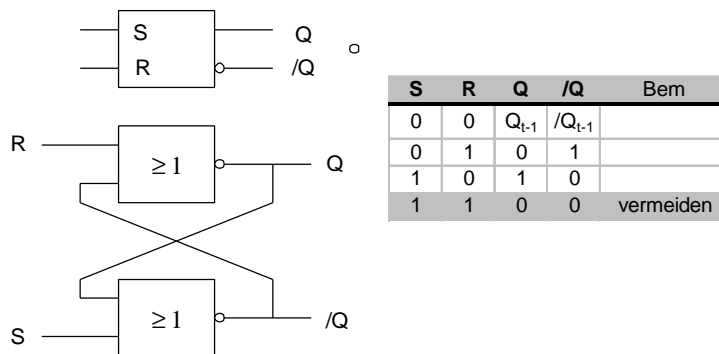 S Q
R /Q
R ≥1 Q
S ≥1 /Q
S R Q /Q Bem
0 0 Qt-1 /Qt-1
0 1 0 1
1 0 1 0
1 1 0 0 vermeiden